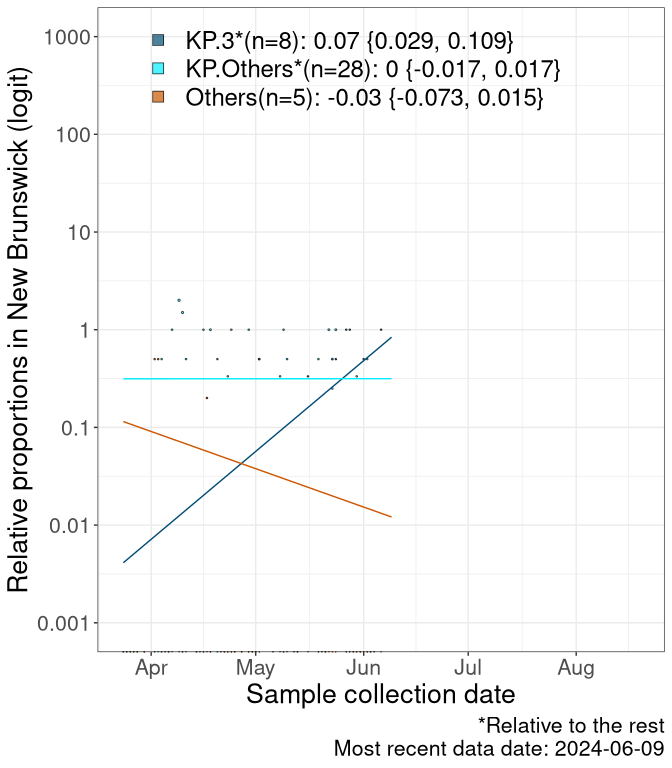 KP.3*(n=8): 0.07 {0.029, 0.109}
KP.Others*(n=28): 0 {-0.017, 0.017}
Others(n=5): -0.03 {-0.073, 0.015}
Relative proportions in New Brunswick (logit)
1000
100
10
1
0.1
0.01
0.001
Apr May Jun Jul Aug
Sample collection date
*Relative to the rest
Most recent data date: 2024-06-09